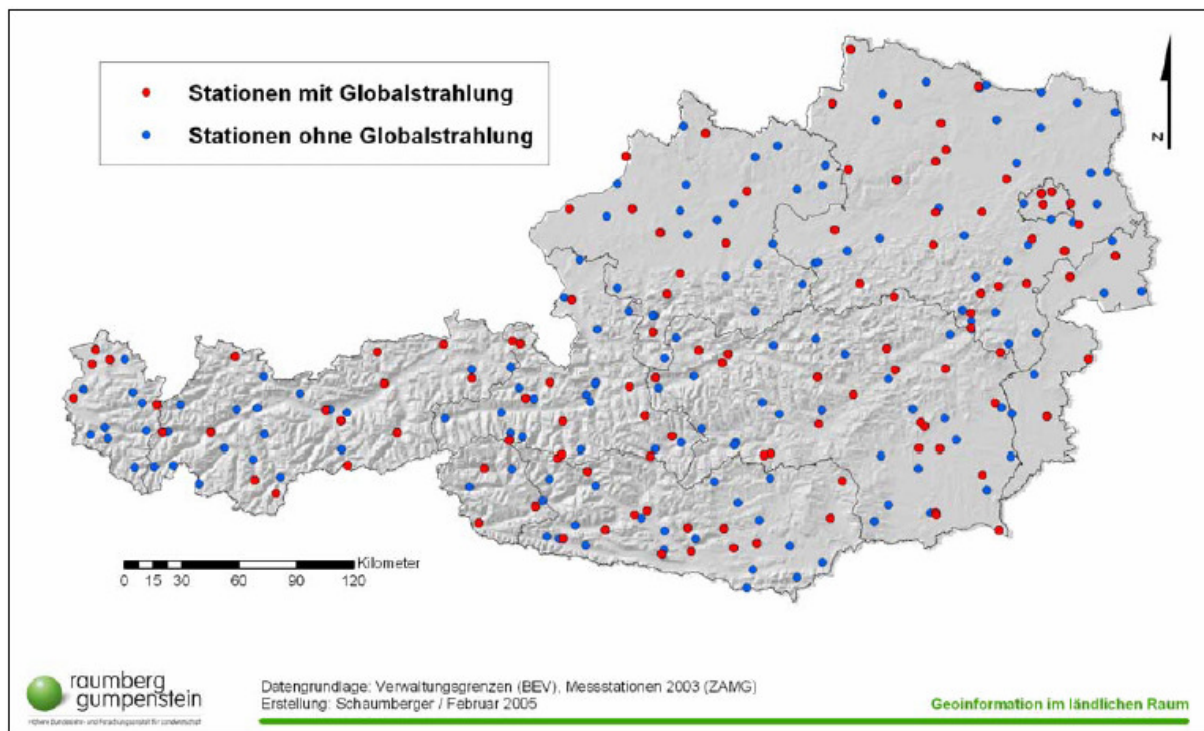 Stationen mit Globalstrahlung
Stationen ohne Globalstrahlung
N
Kilometer
0 15 30 60 90 120
raumberg
gumpenstein
Datengrundlage: Verwaltungsgrenzen (BEV), Messstationen 2003 (ZAMG)
Erstellung: Schaumberger / Februar 2005
Geoinformation im ländlichen Raum